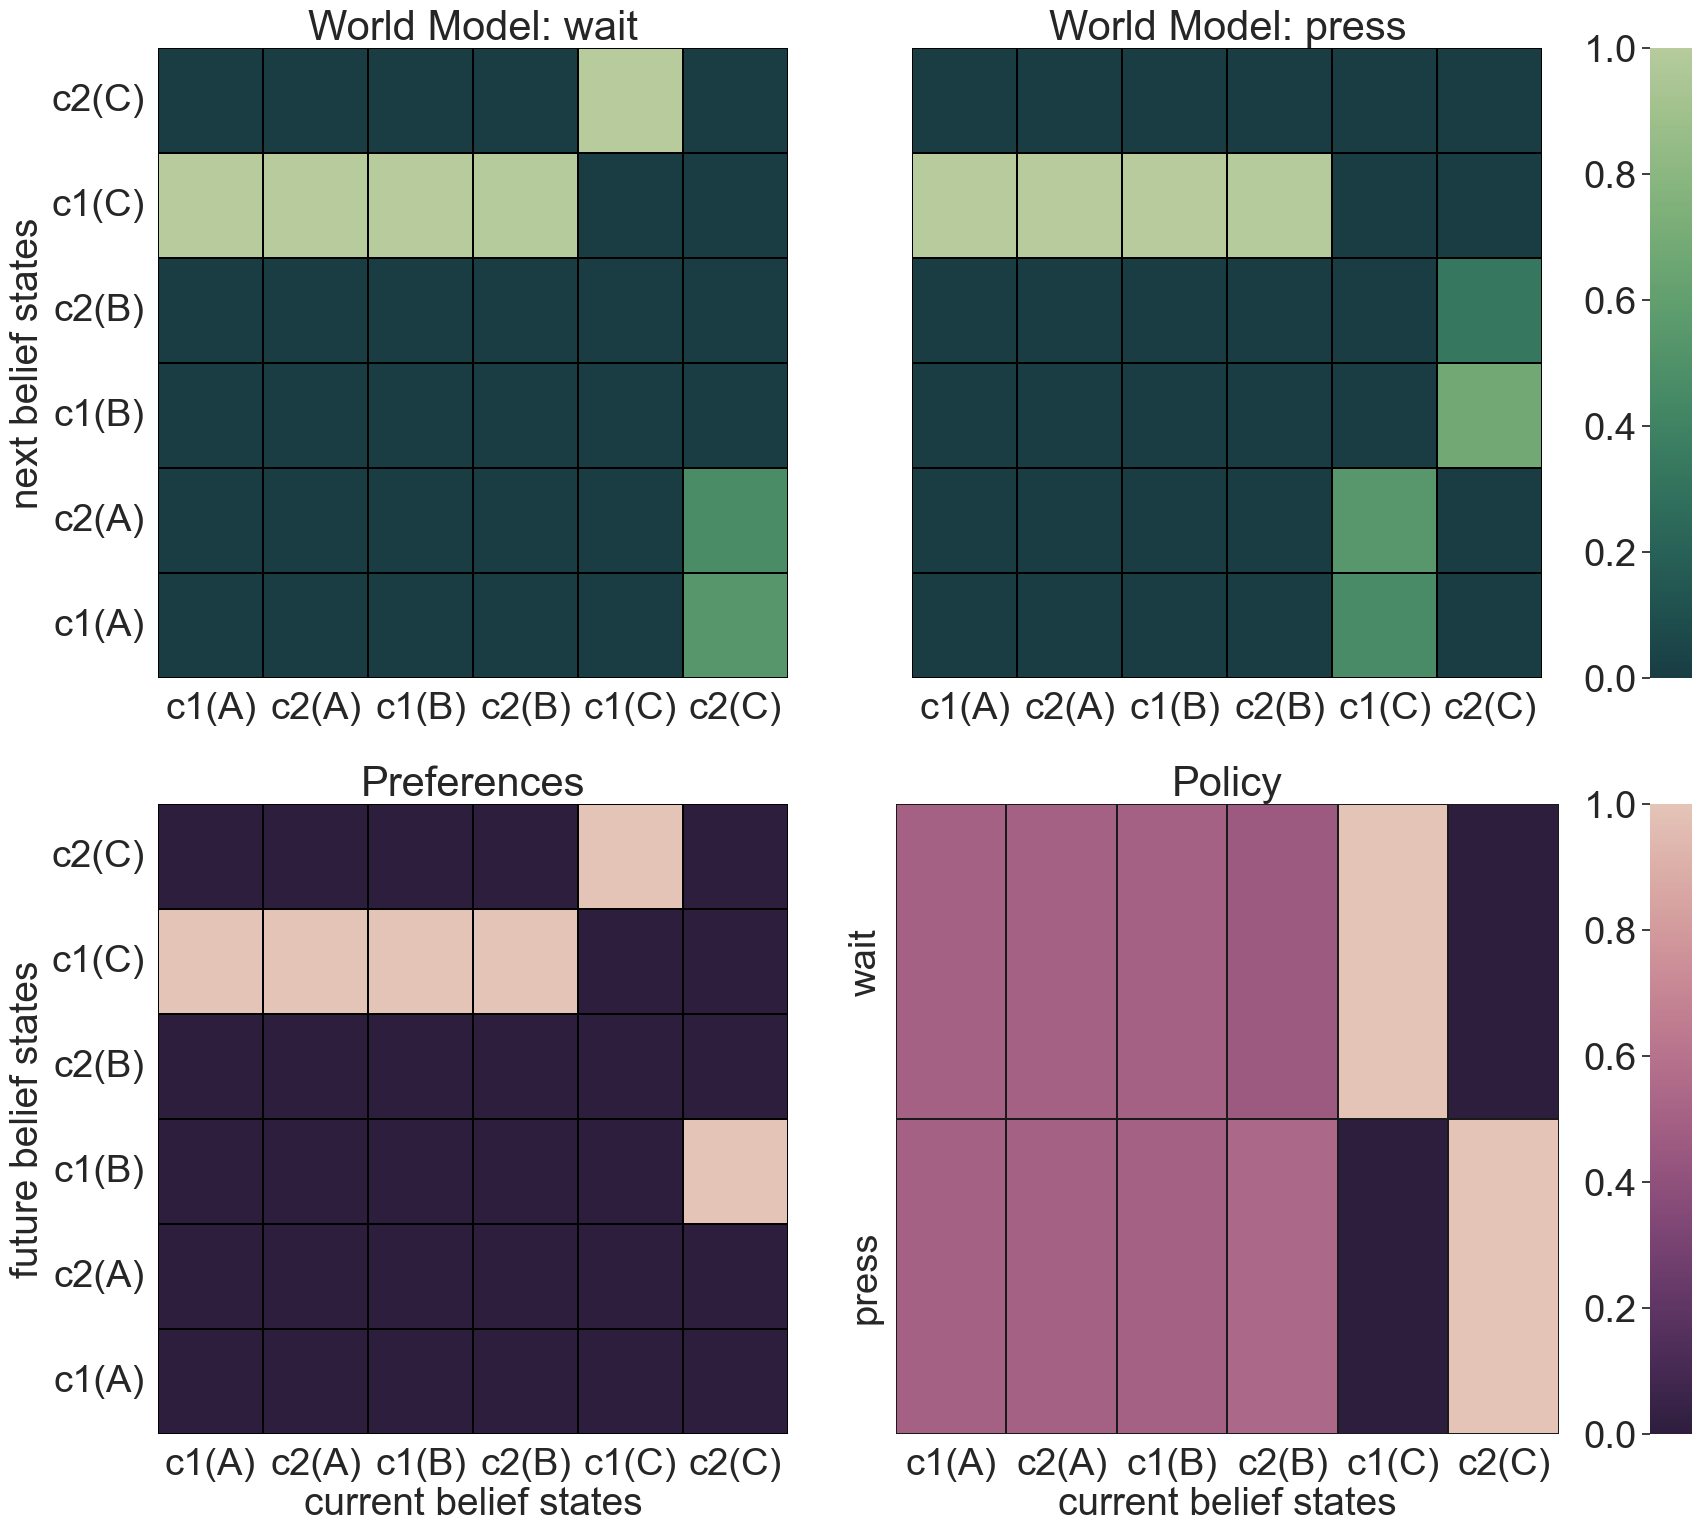 World Model: wait
World Model: press
next belief states
c2(C)
c1(C)
c2(B)
c1(B)
c2(A)
c1(A)
c1(A) c2(A) c1(B) c2(B) c1(C) c2(C)
c1(A) c2(A) c1(B) c2(B) c1(C) c2(C)
1.0
0.8
0.6
0.4
0.2
0.0
Preferences
Policy
future belief states
c2(C)
c1(C)
c2(B)
c1(B)
c2(A)
c1(A)
c1(A) c2(A) c1(B) c2(B) c1(C) c2(C)
current belief states
wait
press
c1(A) c2(A) c1(B) c2(B) c1(C) c2(C)
current belief states
1.0
0.8
0.6
0.4
0.2
0.0